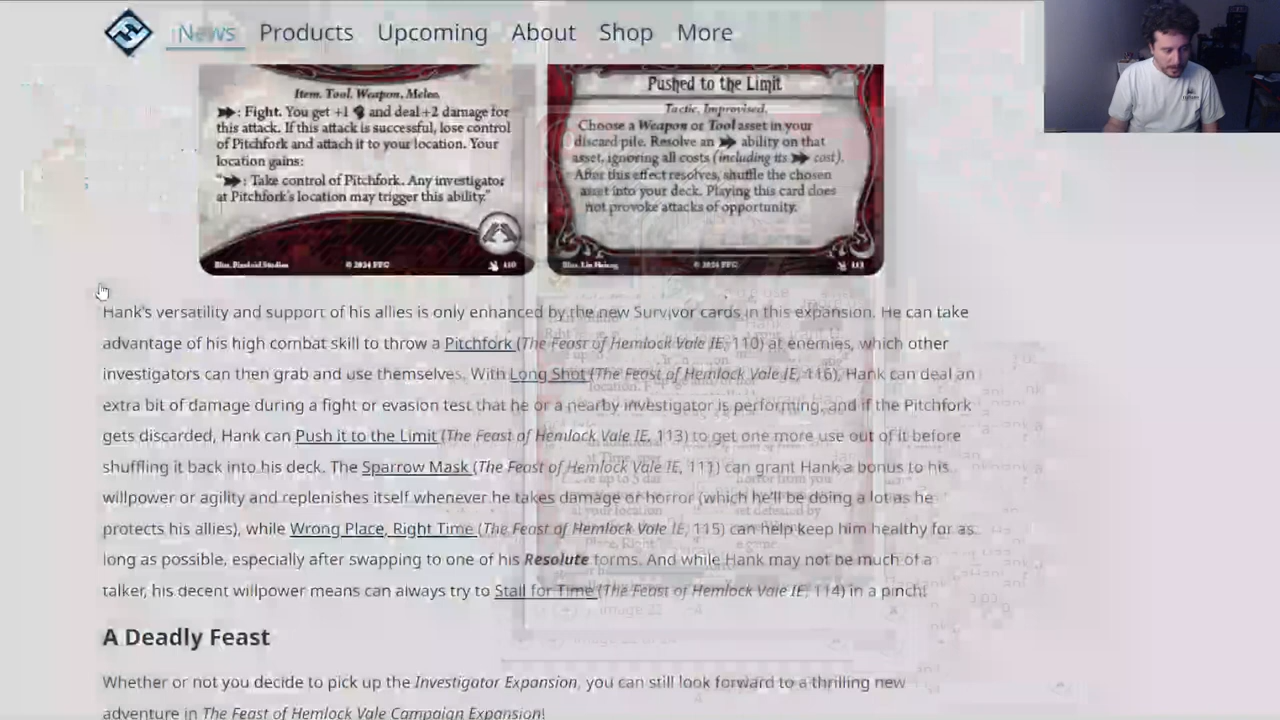 News Products Upcoming About Shop More
Item. Tool. Weapon. Melee.
: Fight. You get +1 and deal +2 damage for
this attack. If this attack is successful, lose control
of Pitchfork and attach it to your location. Your
location gains:
": Take control of Pitchfork. Any investigator
at Pitchfork's location may trigger this ability."
© 2024 FFG
110
Pushed to the Limit
Tactic. Improvised.
Choose a Weapon or Tool asset in your
discard pile. Resolve an ability on that
asset, ignoring all costs (including its cost).
After this effect resolves, shuffle the chosen
asset into your deck. Playing this card does
not provoke attacks of opportunity.
© 2024 FFG
113
Hank's versatility and support of his allies is only enhanced by the new Survivor cards in this expansion. He can take
advantage of his high combat skill to throw a Pitchfork (The Feast of Hemlock Vale IE, 110) at enemies, which other
investigators can then grab and use themselves. With Long Shot (The Feast of Hemlock Vale IE, 116), Hank can deal an
extra bit of damage during a fight or evasion test that he or a nearby investigator is performing, and if the Pitchfork
gets discarded, Hank can Push it to the Limit (The Feast of Hemlock Vale IE, 113) to get one more use out of it before
shuffling it back into his deck. The Sparrow Mask (The Feast of Hemlock Vale IE, 111) can grant Hank a bonus to his
willpower or agility and replenishes itself whenever he takes damage or horror (which he'll be doing a lot as he
protects his allies), while Wrong Place, Right Time (The Feast of Hemlock Vale IE, 115) can help keep him healthy for as
long as possible, especially after swapping to one of his Resolute forms. And while Hank may not be much of a
talker, his decent willpower means can always try to Stall for Time (The Feast of Hemlock Vale IE, 114) in a pinch!
A Deadly Feast
Whether or not you decide to pick up the Investigator Expansion, you can still look forward to a thrilling new
adventure in The Feast of Hemlock Vale Campaign Expansion!